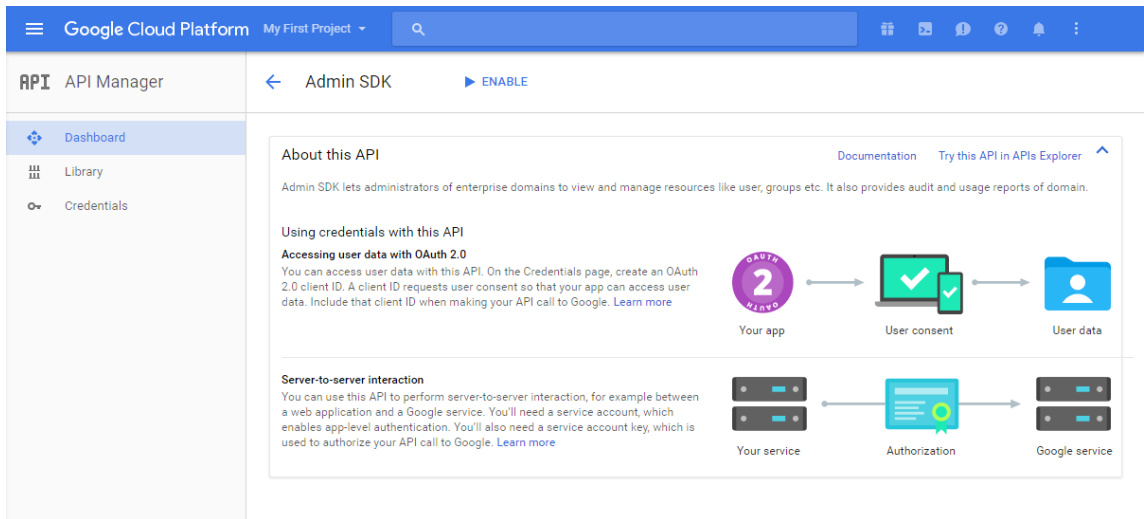 Google Cloud Platform My First Project
API API Manager
Admin SDK ENABLE
Dashboard
Library
Credentials
About this API
Documentation Try this API in APIs Explorer
Admin SDK lets administrators of enterprise domains to view and manage resources like user, groups etc. It also provides audit and usage reports of domain.
Using credentials with this API
Accessing user data with OAuth 2.0
You can access user data with this API. On the Credentials page, create an OAuth
2.0 client ID. A client ID requests user consent so that your app can access user
data. Include that client ID when making your API call to Google. Learn more
OAUTH
2
OAUTH
Your app User consent User data
Server-to-server interaction
You can use this API to perform server-to-server interaction, for example between
a web application and a Google service. You'll need a service account, which
enables app-level authentication. You'll also need a service account key, which is
used to authorize your API call to Google. Learn more
Your service Authorization Google service